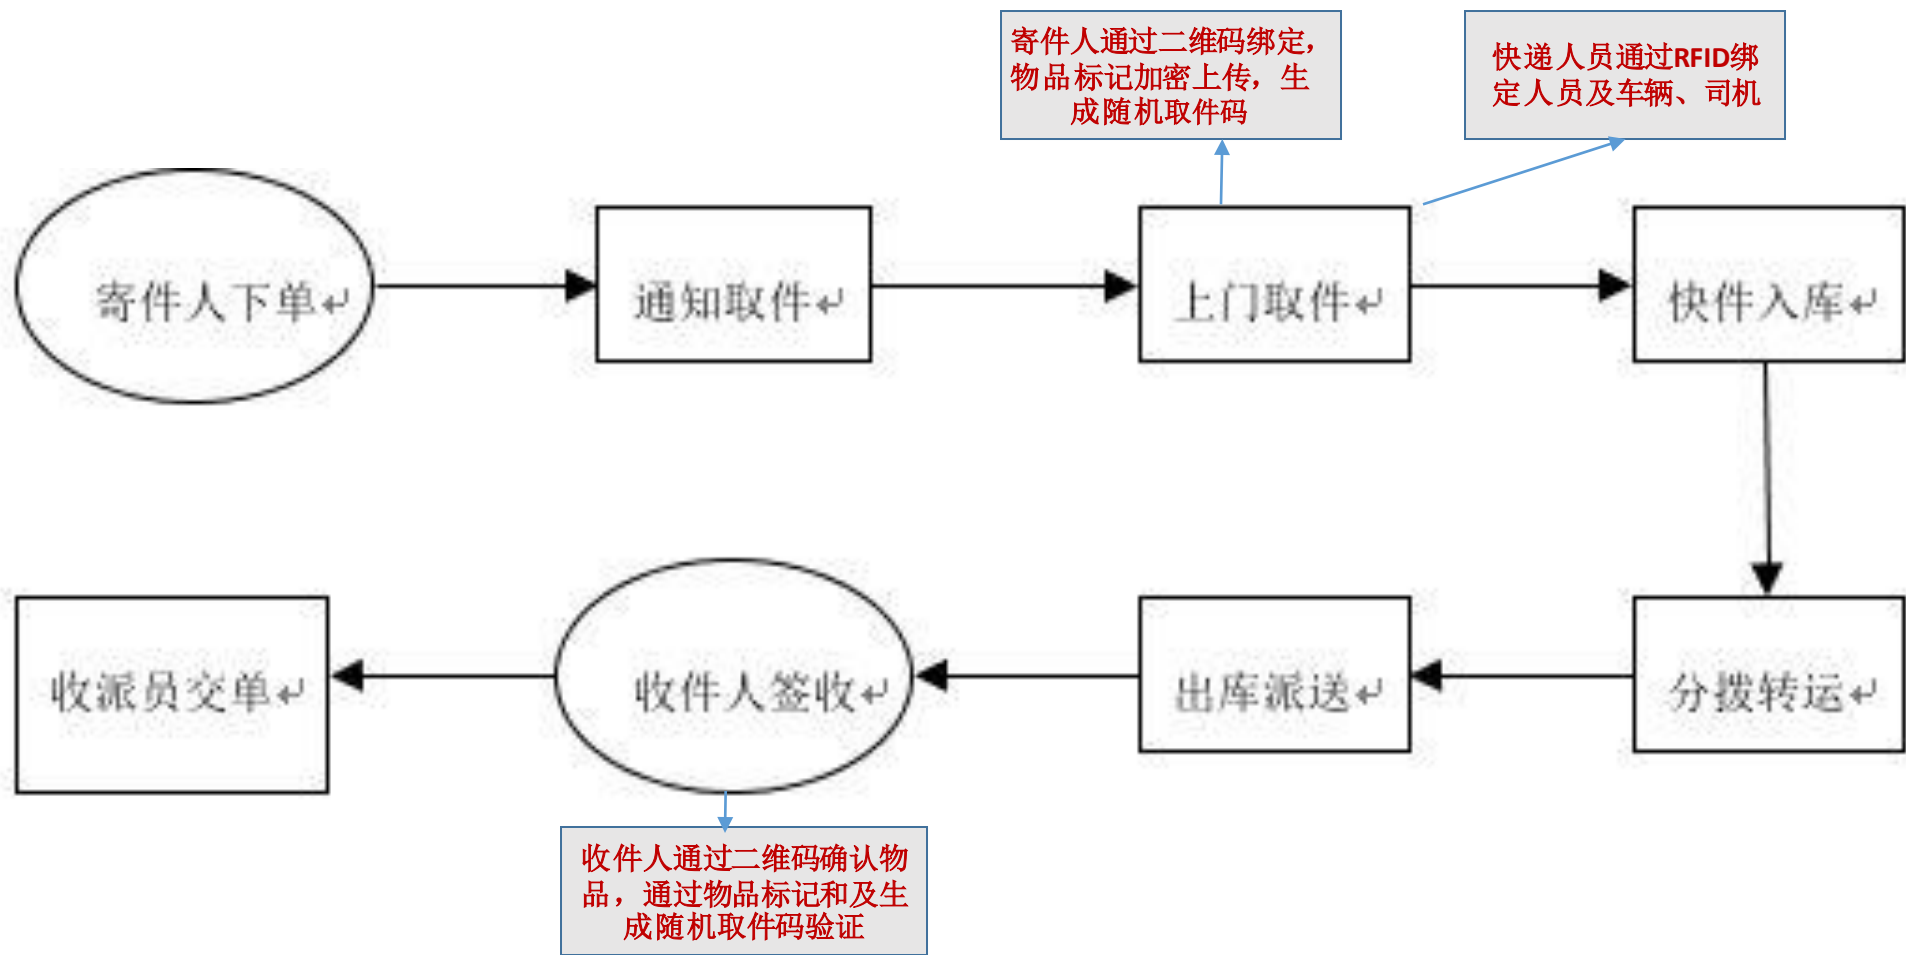 寄件人通过二维码绑定，
物品标记加密上传，生
成随机取件码
快递人员通过RFID绑
定人员及车辆、司机
寄件人下单↵
通知取件↵
上门取件↵
快件入库↵
收派员交单↵
收件人签收↵
出库派送↵
分拨转运↵
收件人通过二维码确认物
品，通过物品标记和及生
成随机取件码验证